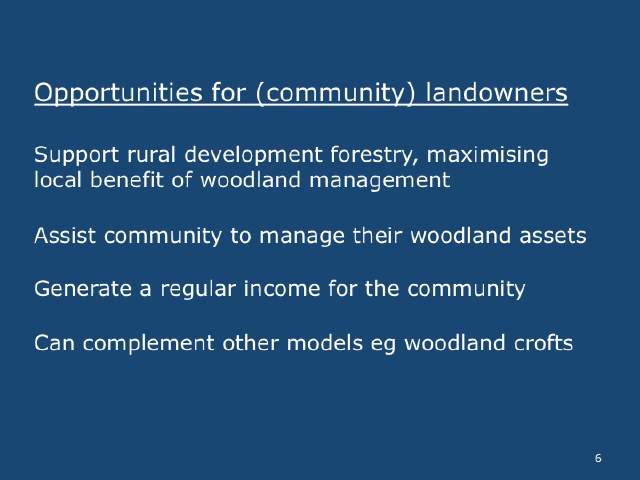 Opportunities for (community) landowners
Support rural development forestry, maximising
local benefit of woodland management
Assist community to manage their woodland assets
Generate a regular income for the community
Can complement other models eg woodland crofts
6